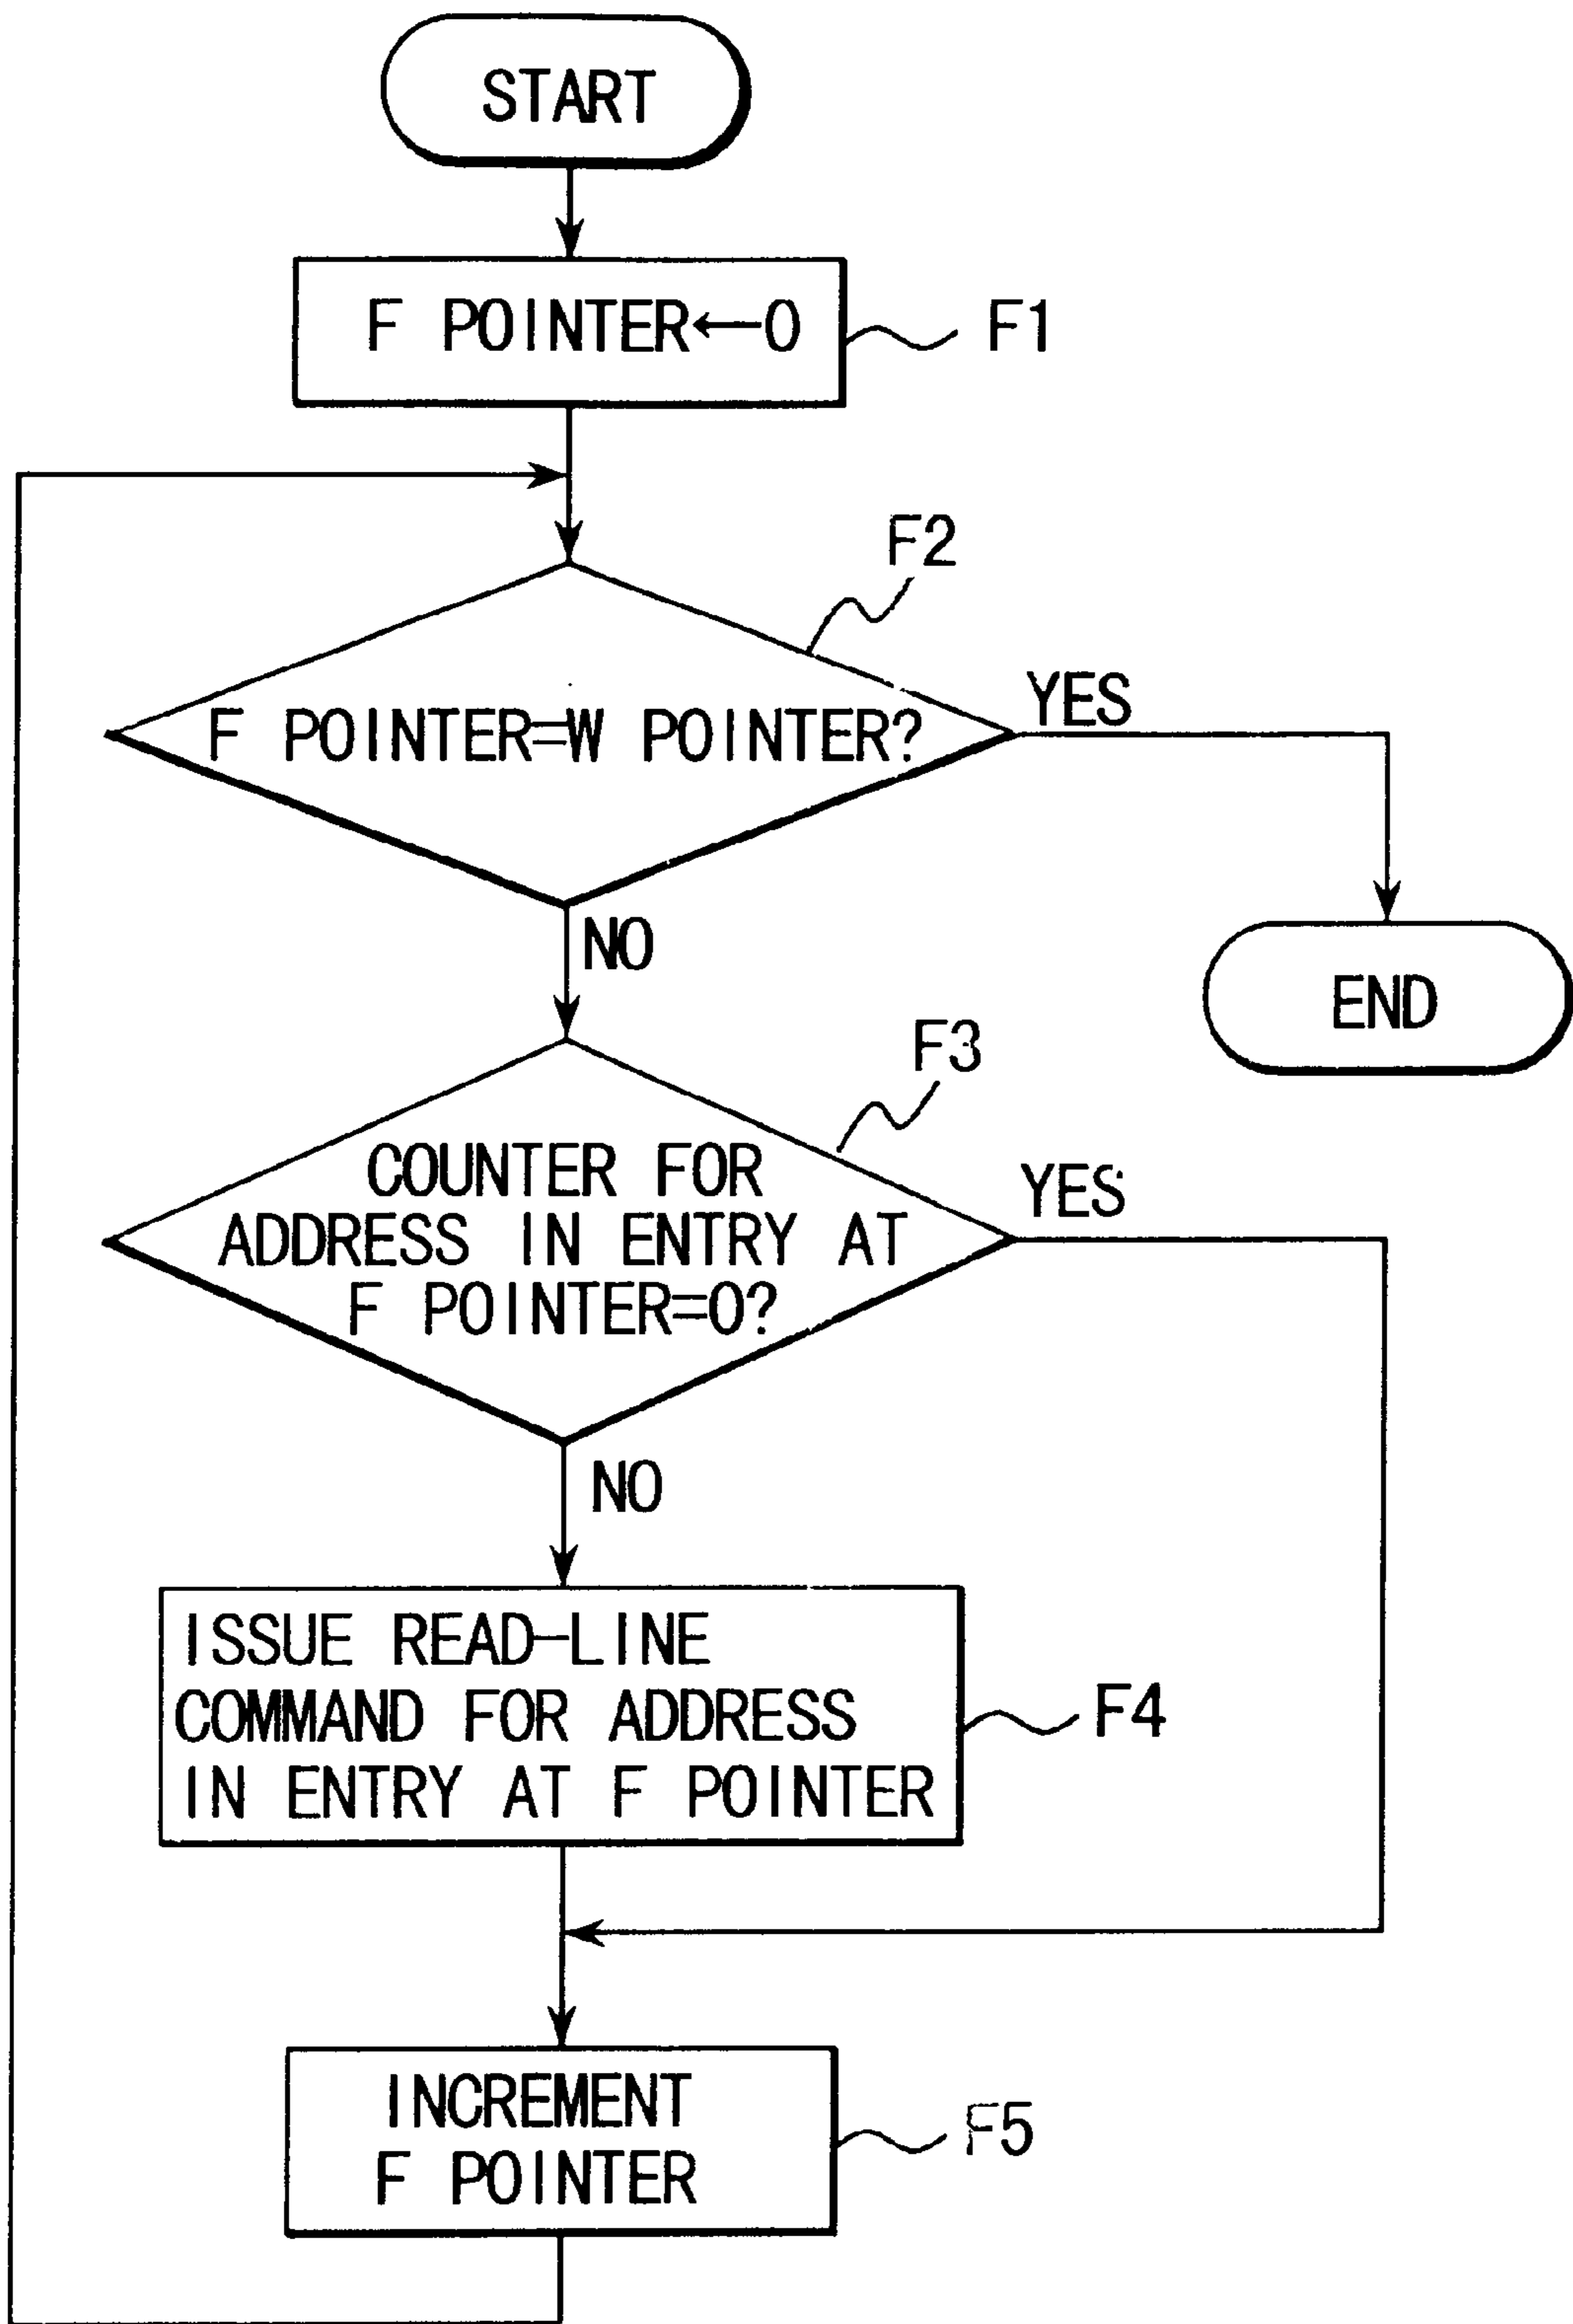 START
F POINTER←0
F1
F2
F POINTER=W POINTER?
YES
NO
END
F3
COUNTER FOR
ADDRESS IN ENTRY AT
F POINTER=0?
YES
NO
ISSUE READ-LINE
COMMAND FOR ADDRESS
IN ENTRY AT F POINTER
F4
INCREMENT
F POINTER
F5